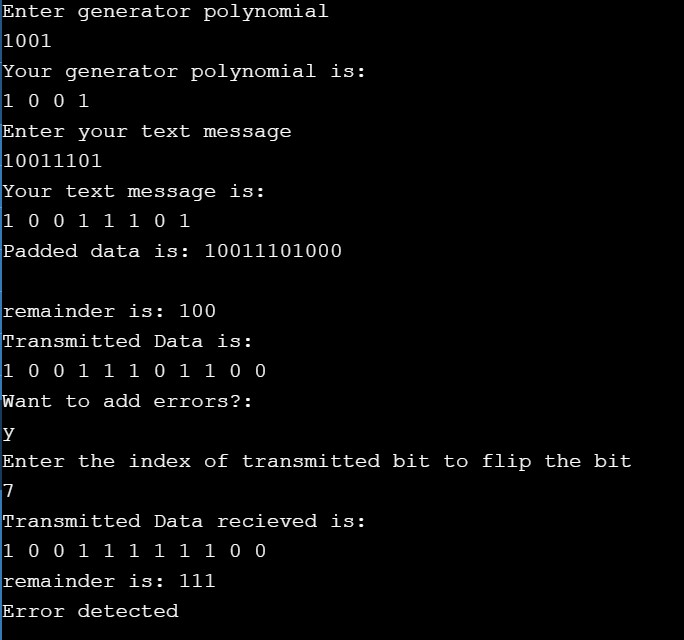 Enter generator polynomial
1001
Your generator polynomial is:
1 0 0 1
Enter your text message
10011101
Your text message is:
1 0 0 1 1 1 0 1
Padded data is: 10011101000
remainder is: 100
Transmitted Data is:
1 0 0 1 1 1 0 1 1 0 0
Want to add errors?:
y
Enter the index of transmitted bit to flip the bit
7
Transmitted Data recieved is:
1 0 0 1 1 1 1 1 1 0 0
remainder is: 111
Error detected